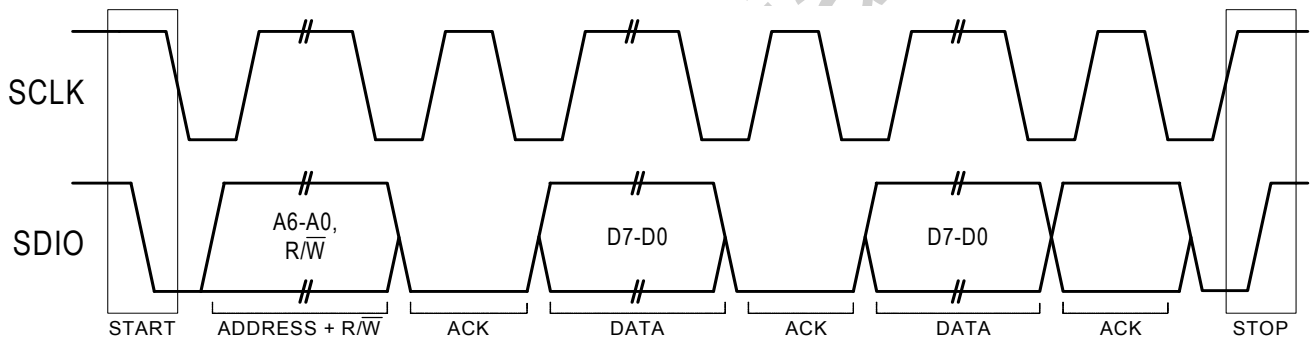 SCLK
SDIO
A6-A0,
R/W̅
D7-D0
D7-D0
START
ADDRESS + R/W̅
ACK
DATA
ACK
DATA
ACK
STOP